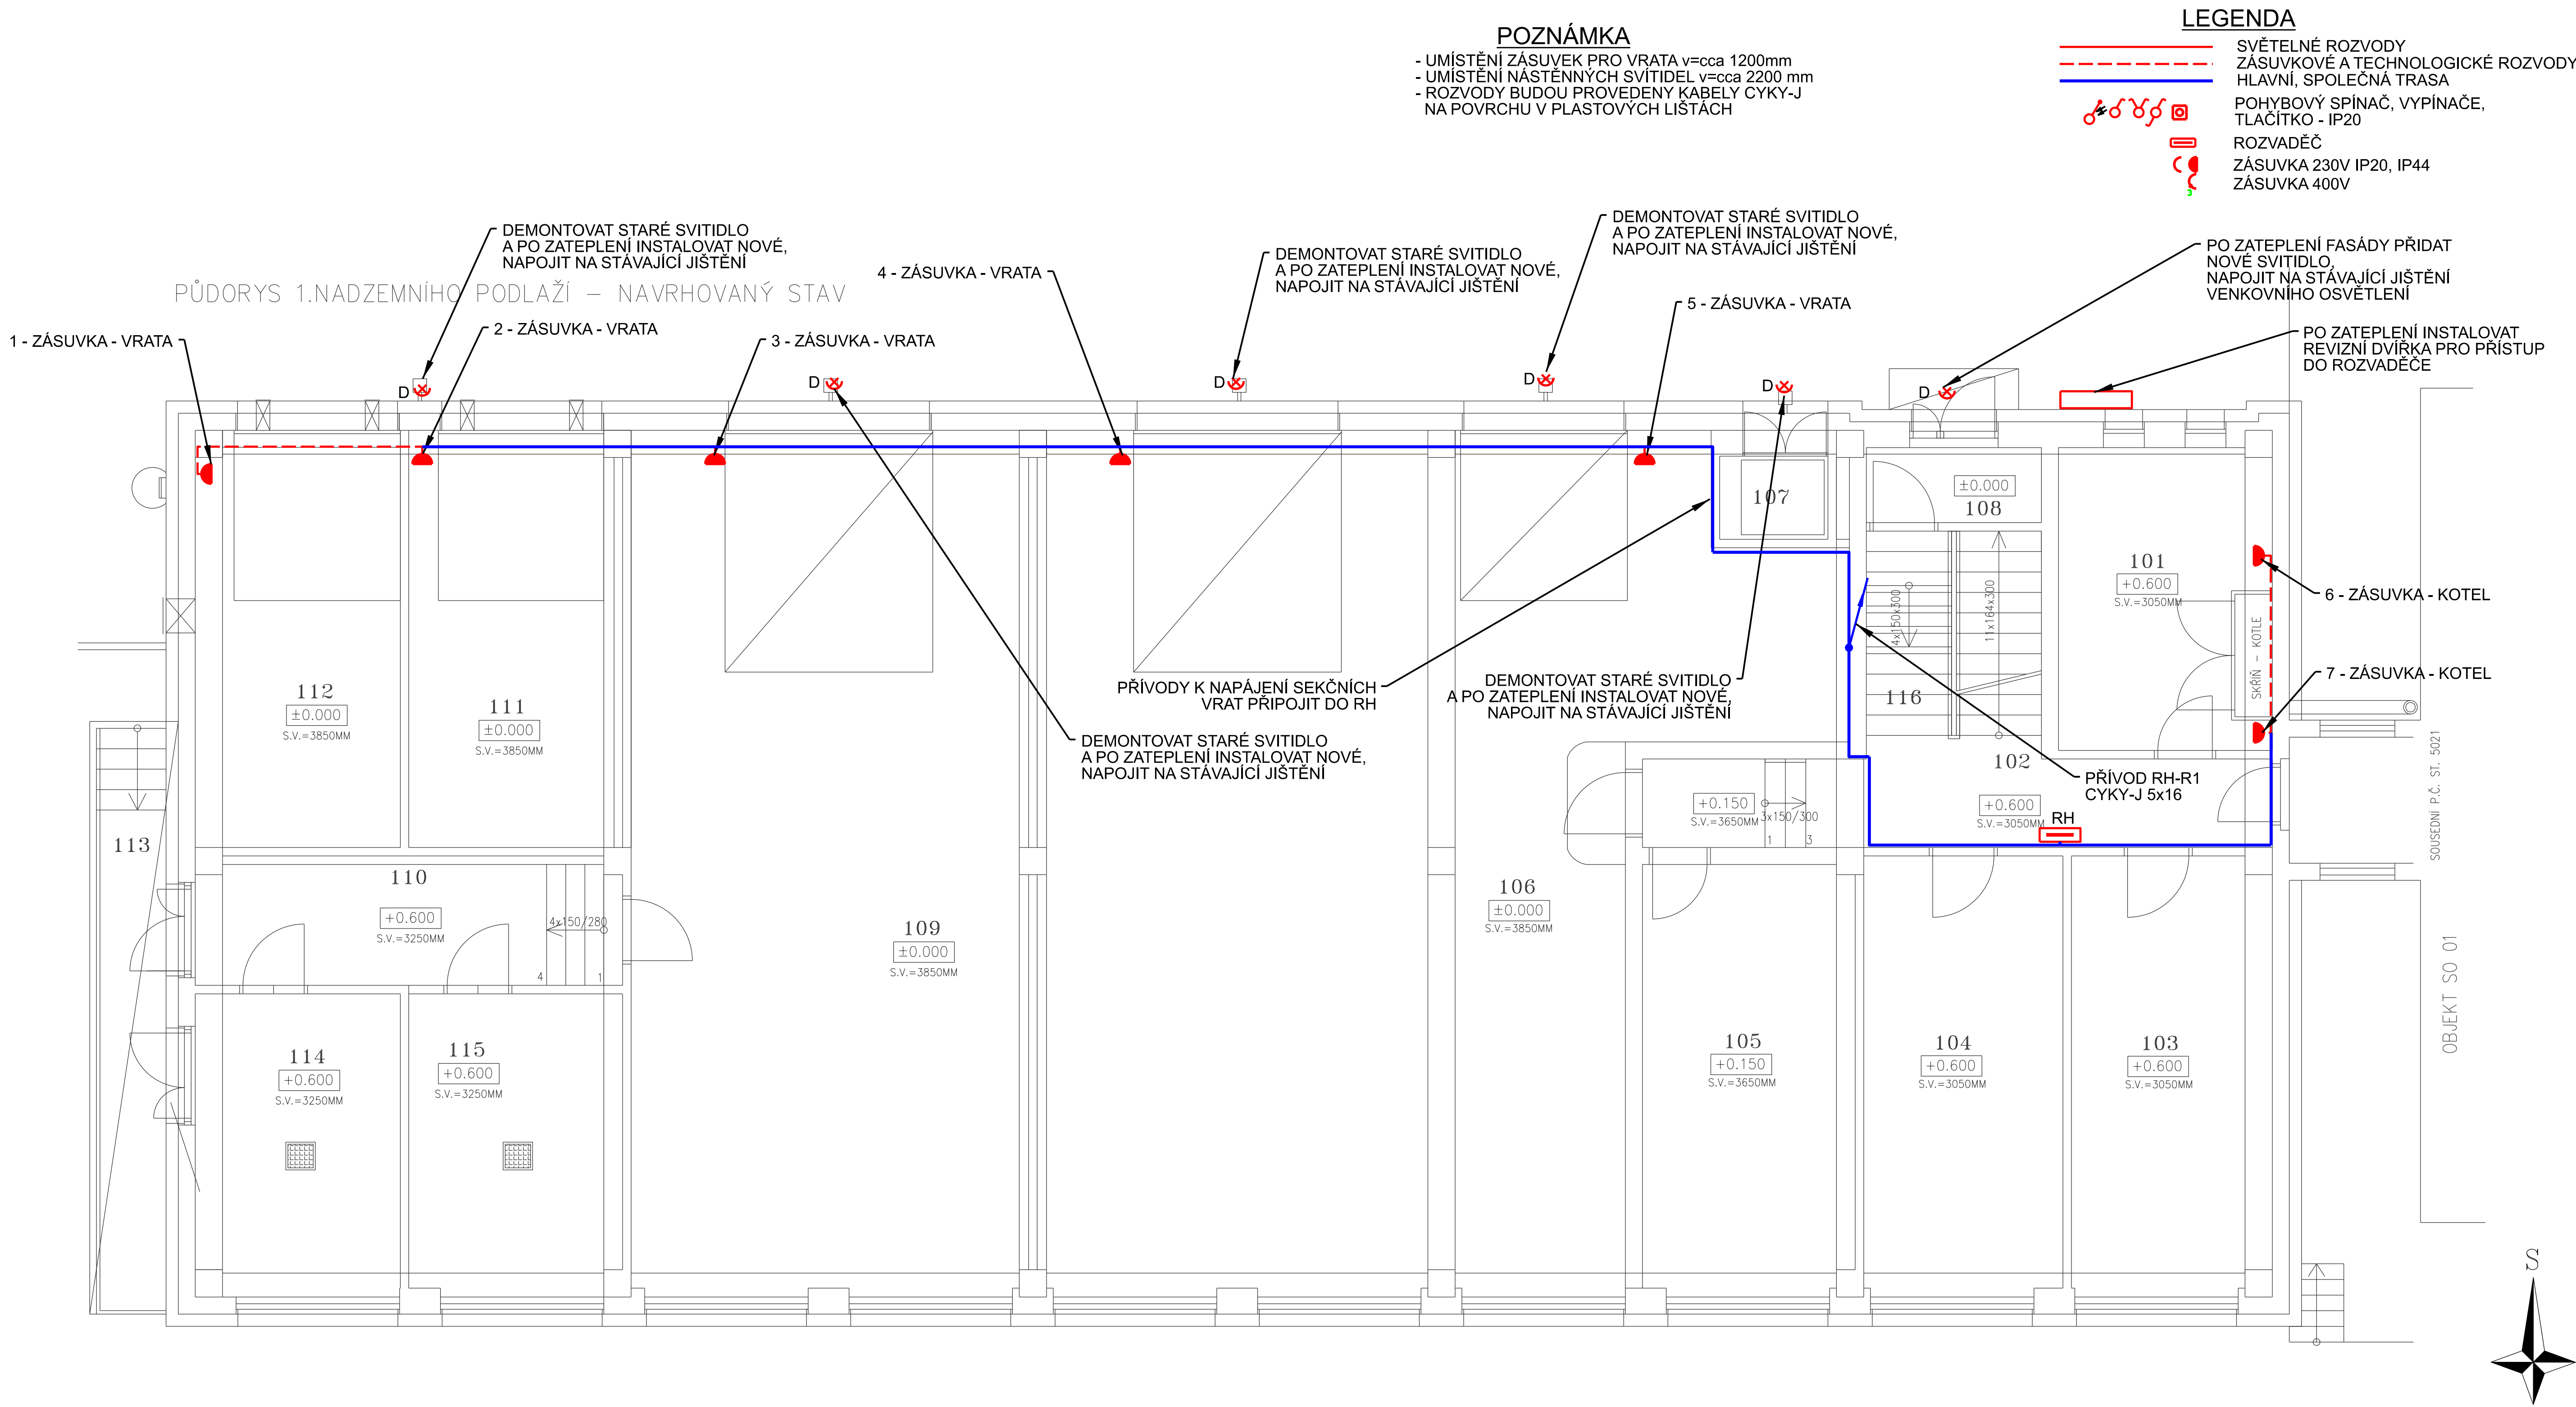 POZNÁMKA
- UMÍSTĚNÍ ZÁSUVEK PRO VRATA v=cca 1200mm
- UMÍSTĚNÍ NÁSTĚNNÝCH SVÍTIDEL v=cca 2200 mm
- ROZVODY BUDOU PROVEDENY KABELY CYKY-J
NA POVRCHU V PLASTOVÝCH LIŠTÁCH
LEGENDA
SVĚTELNÉ ROZVODY
ZÁSUVKOVÉ A TECHNOLOGICKÉ ROZVODY
HLAVNÍ, SPOLEČNÁ TRASA
POHYBOVÝ SPÍNAČ, VYPÍNAČE,
TLAČÍTKO - IP20
ROZVADĚČ
ZÁSUVKA 230V IP20, IP44
ZÁSUVKA 400V
3
DEMONTOVAT STARÉ SVITIDLO
A PO ZATEPLENÍ INSTALOVAT NOVÉ,
NAPOJIT NA STÁVAJÍCÍ JIŠTĚNÍ
PŮDORYS 1.NADZEMNÍHO PODLAŽÍ – NAVRHOVANÝ STAV
4 - ZÁSUVKA - VRATA
DEMONTOVAT STARÉ SVITIDLO
A PO ZATEPLENÍ INSTALOVAT NOVÉ,
NAPOJIT NA STÁVAJÍCÍ JIŠTĚNÍ
DEMONTOVAT STARÉ SVITIDLO
A PO ZATEPLENÍ INSTALOVAT NOVÉ,
NAPOJIT NA STÁVAJÍCÍ JIŠTĚNÍ
PO ZATEPLENÍ FASÁDY PŘIDAT
NOVÉ SVITIDLO,
NAPOJIT NA STÁVAJÍCÍ JIŠTĚNÍ
VENKOVNÍHO OSVĚTLENÍ
1 - ZÁSUVKA - VRATA
2 - ZÁSUVKA - VRATA
3 - ZÁSUVKA - VRATA
5 - ZÁSUVKA - VRATA
PO ZATEPLENÍ INSTALOVAT
REVIZNÍ DVÍŘKA PRO PŘÍSTUP
DO ROZVADĚČE
D
D
D
D
D
D
107
±0.000
108
101
+0.600
S.V.=3050MM
4x150x300
11x164x300
6 - ZÁSUVKA - KOTEL
SKŘÍŇ – KOTLE
7 - ZÁSUVKA - KOTEL
112
±0.000
S.V.=3850MM
111
±0.000
S.V.=3850MM
PŘÍVODY K NAPÁJENÍ SEKČNÍCH
VRAT PŘIPOJIT DO RH
DEMONTOVAT STARÉ SVITIDLO
A PO ZATEPLENÍ INSTALOVAT NOVÉ,
NAPOJIT NA STÁVAJÍCÍ JIŠTĚNÍ
116
DEMONTOVAT STARÉ SVITIDLO
A PO ZATEPLENÍ INSTALOVAT NOVÉ,
NAPOJIT NA STÁVAJÍCÍ JIŠTĚNÍ
102
+0.600
S.V.=3050MM
PŘÍVOD RH-R1
CYKY-J 5x16
RH
SOUSEDNÍ P.Č. ST. 5021
+0.150
S.V.=3650MM
3x150/300
1
3
113
110
+0.600
S.V.=3250MM
4x150/280
4
1
109
±0.000
S.V.=3850MM
106
±0.000
S.V.=3850MM
OBJEKT SO 01
114
+0.600
S.V.=3250MM
115
+0.600
S.V.=3250MM
105
+0.150
S.V.=3650MM
104
+0.600
S.V.=3050MM
103
+0.600
S.V.=3050MM
S